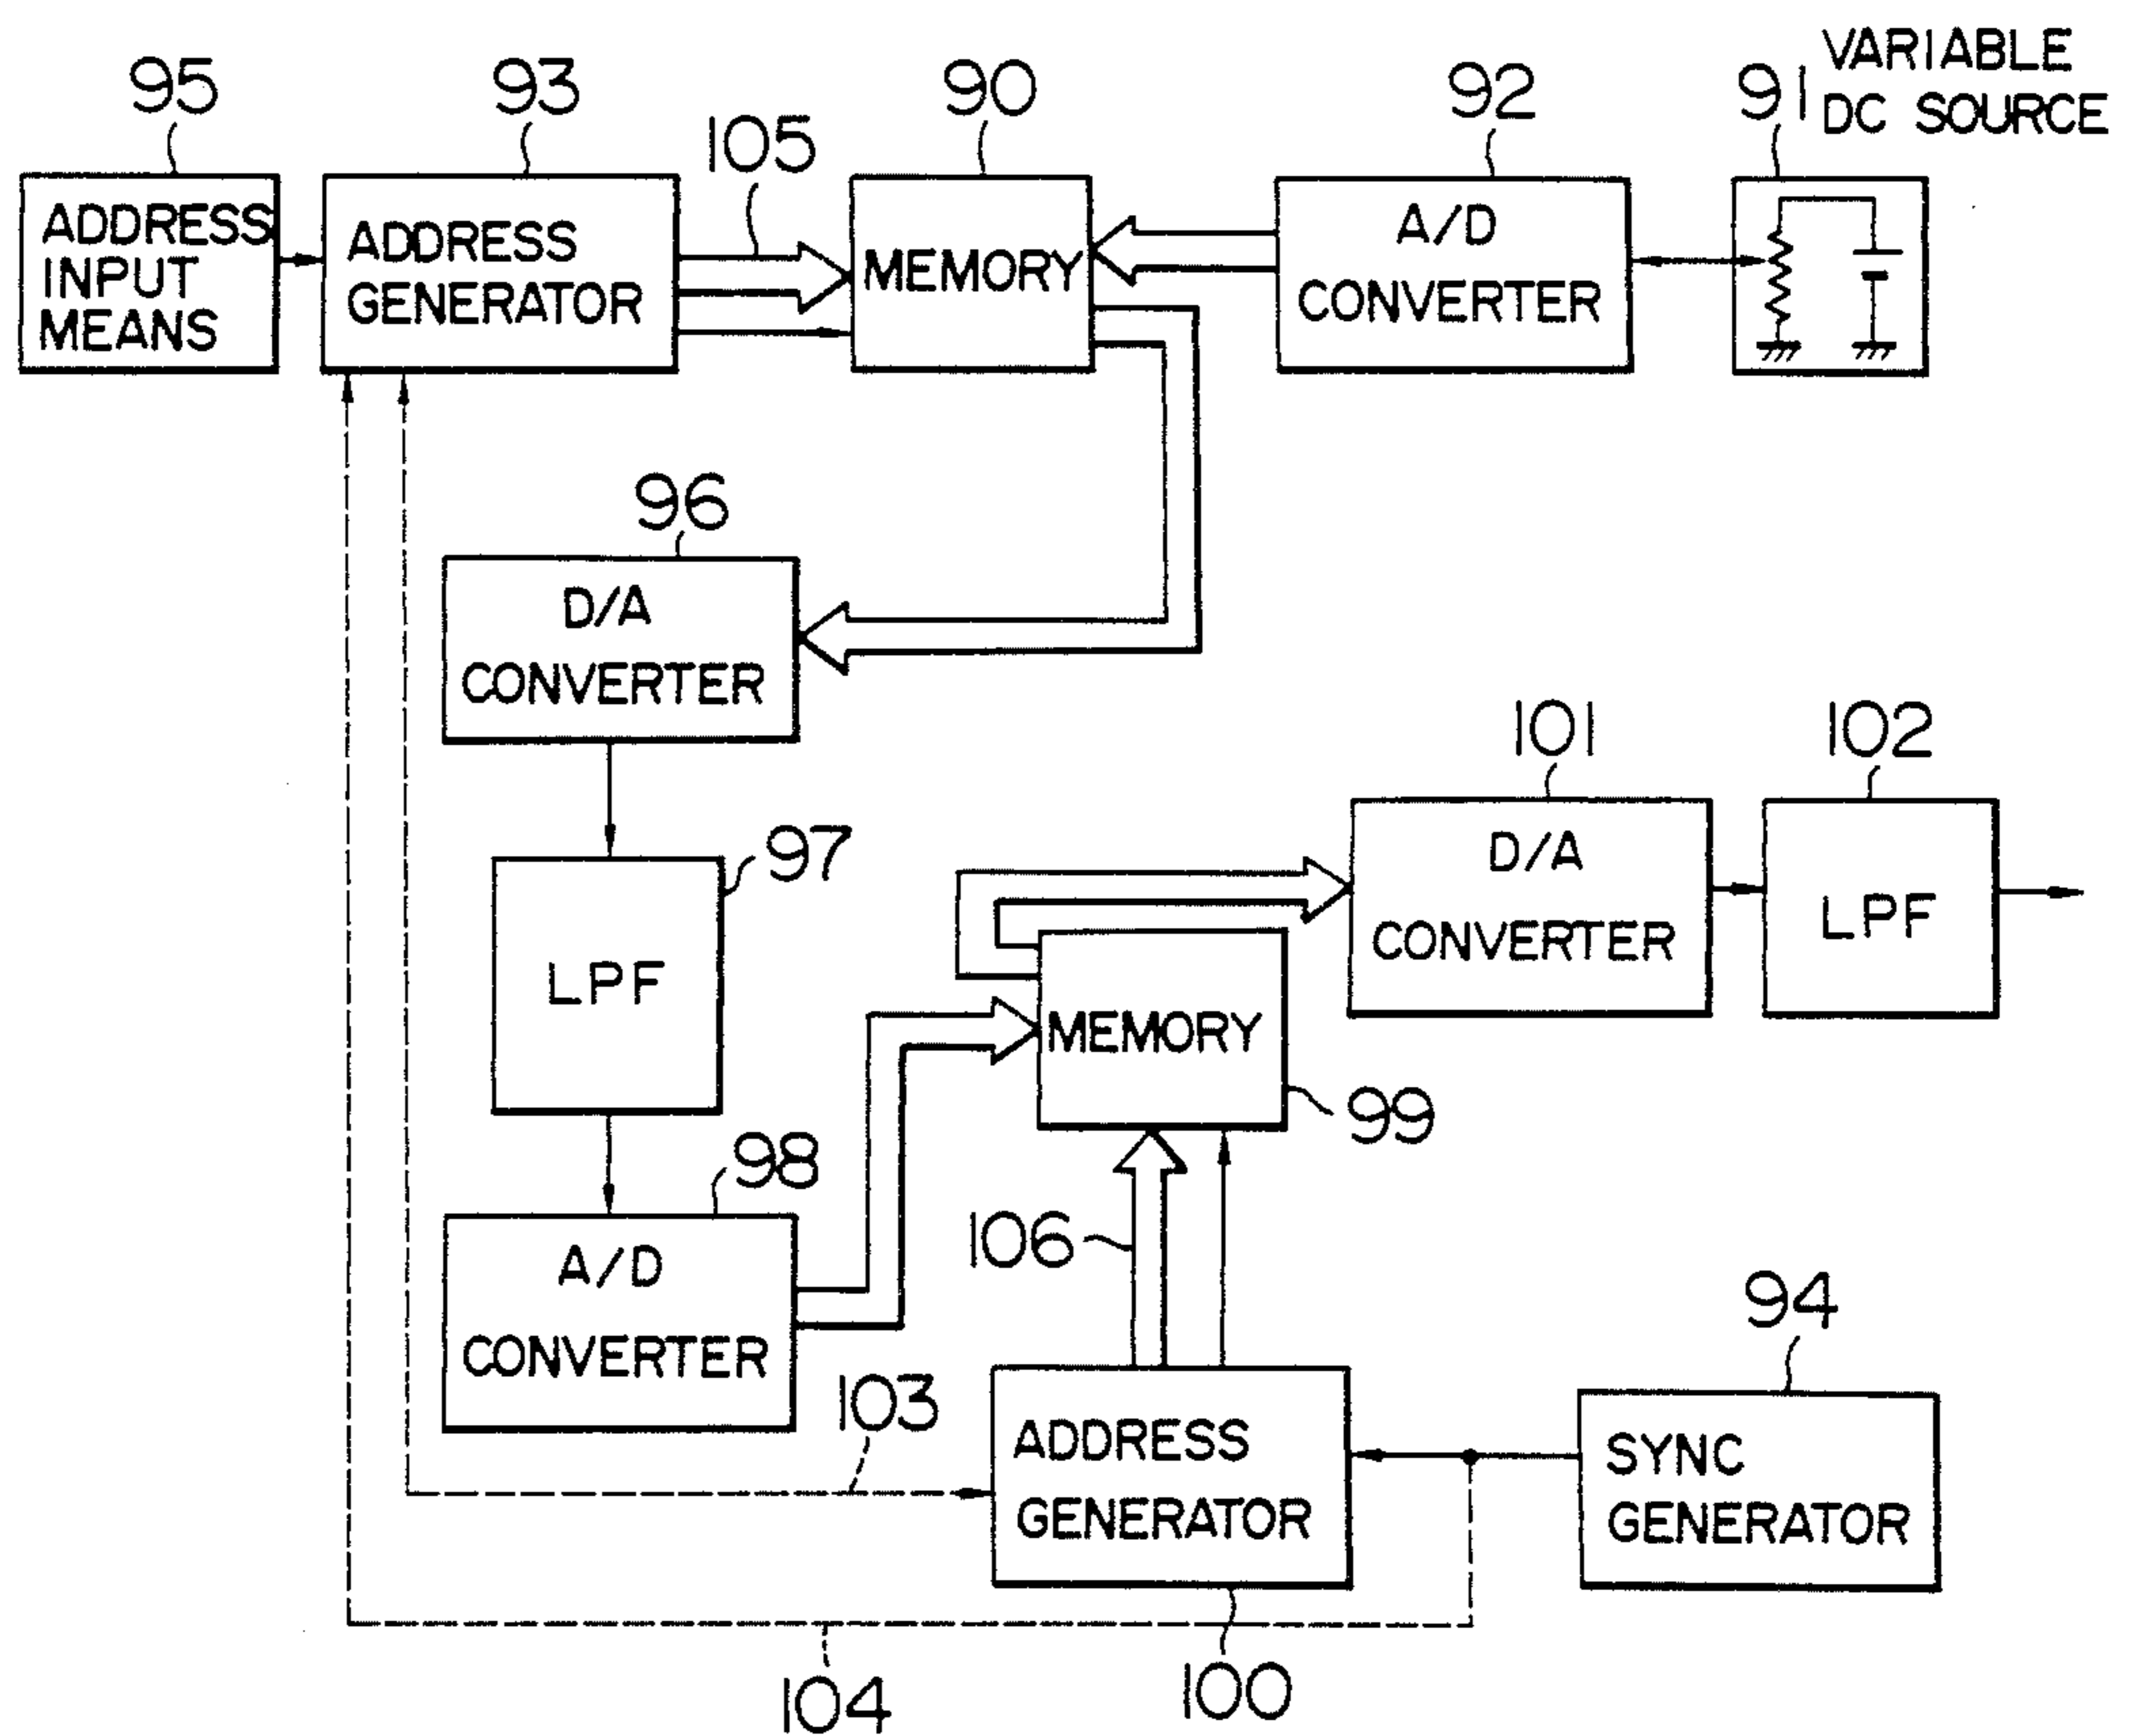 95
93
105
90
92
91
VARIABLE
DC SOURCE
ADDRESS
INPUT
MEANS
ADDRESS
GENERATOR
MEMORY
A/D
CONVERTER
96
D/A
CONVERTER
101
102
97
D/A
CONVERTER
LPF
LPF
MEMORY
99
98
A/D
CONVERTER
106
94
103
ADDRESS
GENERATOR
SYNC
GENERATOR
104
100